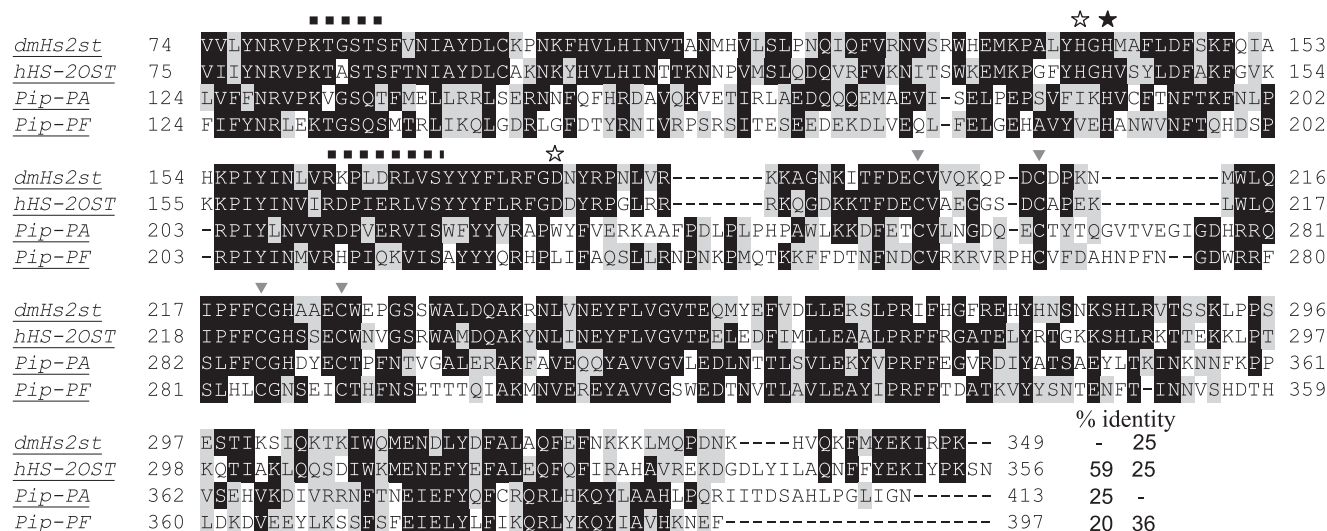 dmHs2st 74 VVLYNRVPKTGSTSFVNIAYDLCKPNKFHVLHINVTANMHVLSLPNQIQFVRNVSRWHEMKPALYHGHMAFLDFSKFQIA 153
hHS-2OST 75 VIIYNRVPKTASTSFTNIAYDLCAKNKYHVLHINTTKNNPVMSLQDQVRFVKNITSWKEMKPGFYHGHVSYLDFAKFGVK 154
Pip-PA 124 LVFFNRVPKVGSQTFMELLRRLSERNNFQFHRDAVQKVETIRLAEDQQQEMAEVI-SELPEPSVFIKHVCFTNFTKFNLP 202
Pip-PF 124 FIFYNRLEKTGSQSMTRLIKQLGDRLGFDTYRNIVRPSRSITESEEDEKDLVEQL-FELGEHAVYVEHANWVNFTQHDSP 202
dmHs2st 154 HKPIYINLVRKPLDRLVSYYYFLRFGDNYRPNLVR---------KKAGNKITFDECVVQKQP-DCDPKN---------MWLQ 216
hHS-2OST 155 KKPIYINVIRDPIERLVSYYYFLRFGDDYRPGLRR---------RKQGDKKTFDECVAEGGS-DCAPEK---------LWLQ 217
Pip-PA 203 -RPIYLNVVRDPVERVISWFYYVRAPWYFVERKAAFPDLPLPHPAWLKKDFETCVLNGDQ-ECTYTQGVTVEGIGDHRRQ 281
Pip-PF 203 -RPIYINMVRHPIQKVISAYYYQRHPLIFAQSLLRNPNKPMQTKKFFDTNFNDCVRKRVRPHCVFDAHNPFN--GDWRRF 280
dmHs2st 217 IPFFCGHAAECWEPGSSWALDQAKRNLVNEYFLVGVTEQMYEFVDLLERSLPRIFHGFREHYHNSNKSHLRVTSSKLPPS 296
hHS-2OST 218 IPFFCGHSSECWNVGSRWAMDQAKYNLINEYFLVGVTEELEDFIMLLEAALPRFFRGATELYRTGKKSHLRKTTEKKLPT 297
Pip-PA 282 SLFFCGHDYECTPFNTVGALERAKFAVEQQYAVVGVLEDLNTTLSVLEKYVPRFFEGVRDIYATSAEYLTKINKNNFKPP 361
Pip-PF 281 SLHLCGNSEICTHFNSETTTQIAKMNVEREYAVVGSWEDTNVTLAVLEAYIPRFFTDATKVYYSNTENFT-INNVSHDTH 359
% identity
dmHs2st 297 ESTIKSIQKTKIWQMENDLYDFALAQFEFNKKKLMQPDNK----HVQKFMYEKIRPK-- 349 - 25
hHS-2OST 298 KQTIAKLQQSDIWKMENEFYEFALEQFQFIRAHAVREKDGDLYILAQNFFYEKIYPKSN 356 59 25
Pip-PA 362 VSEHVKDIVRRNFTNEIEFYQFCRQRLHKQYLAAHLPQRIITDSAHLPGLIGN------ 413 25 -
Pip-PF 360 LDKDVEEYLKSSFSFEIELYLFIKQRLYKQYIAVHKNEF-------------------- 397 20 36